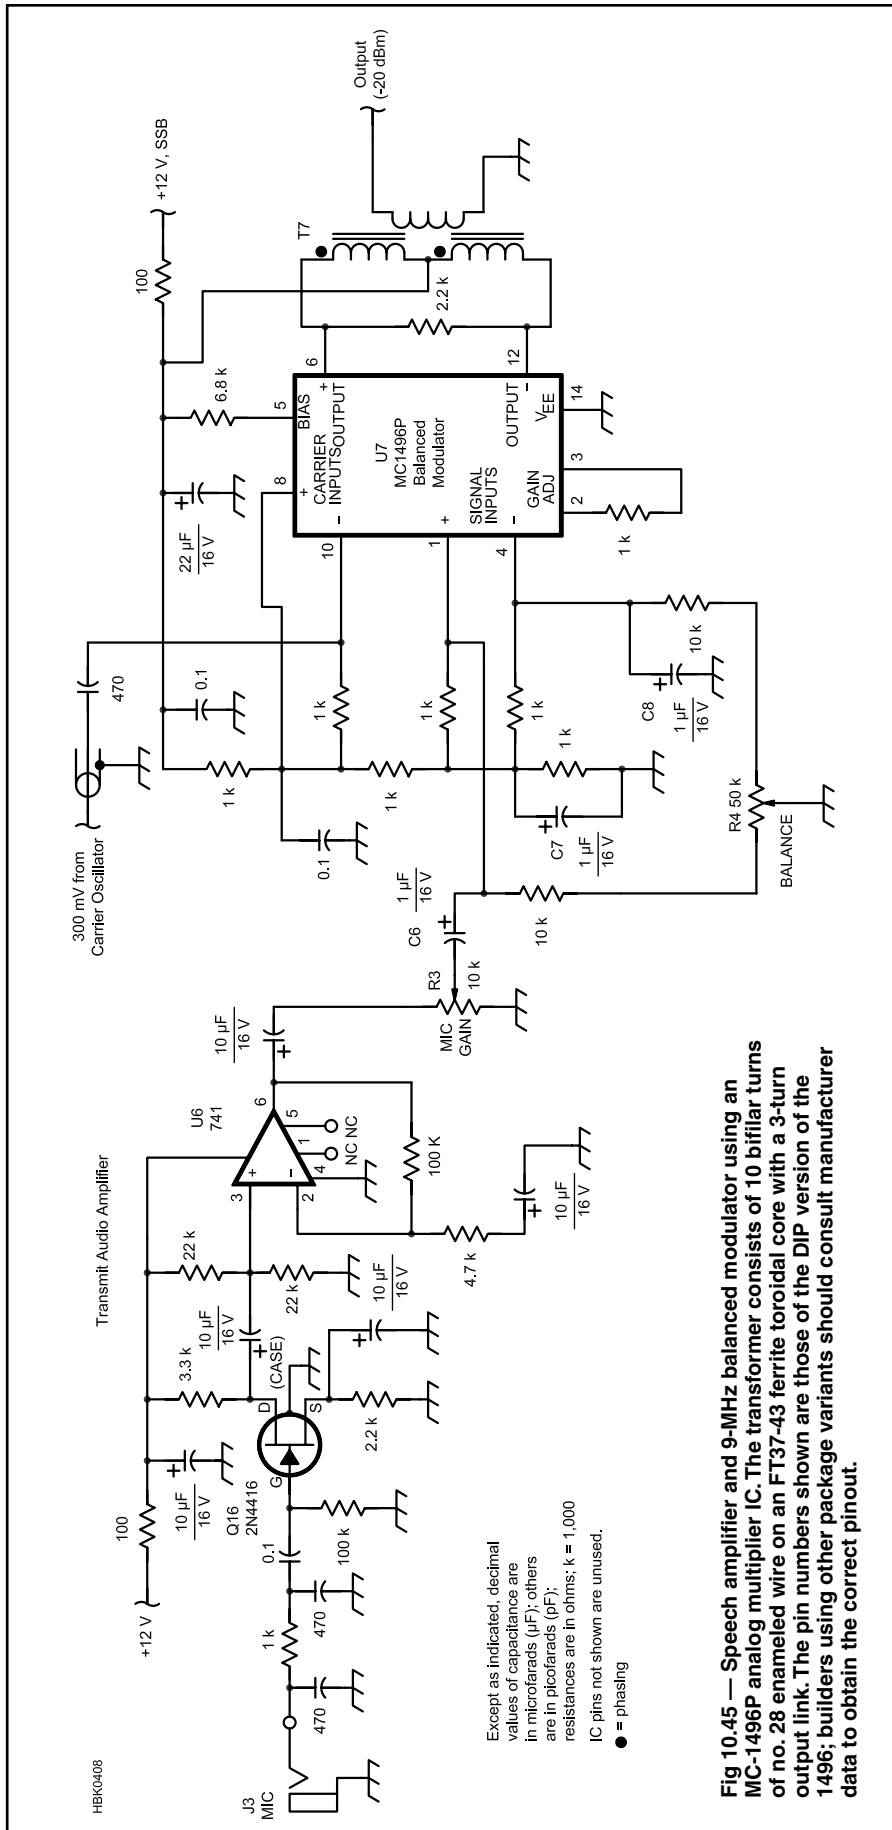 HBK0408
Transmit Audio Amplifier
+12 V
100
10 µF
16 V
3.3 k
22 k
10 µF
16 V
22 k
J3
MIC
470
1 k
470
0.1
100 k
Q16
2N4416
G
D
S
(CASE)
2.2 k
10 µF
16 V
3
2
+
–
U6
741
6
5
1
4
NC
NC
100 K
4.7 k
10 µF
16 V
10 µF
16 V
R3
10 k
MIC
GAIN
C6
1 µF
16 V
300 mV from
Carrier Oscillator
470
0.1
1 k
0.1
1 k
1 k
1 k
1 k
1 k
C7
1 µF
16 V
C8
1 µF
16 V
10 k
10 k
R4 50 k
BALANCE
22 µF
16 V
6.8 k
100
+12 V, SSB
8
5
6
10
1
4
2
3
12
14
+
BIAS
+
CARRIER
INPUTS
OUTPUT
–
U7
MC1496P
Balanced
Modulator
+
SIGNAL
INPUTS
–
OUTPUT
–
GAIN
ADJ
VEE
1 k
2.2 k
T7
Output
(-20 dBm)
Except as indicated, decimal
values of capacitance are
in microfarads (µF); others
are in picofarads (pF);
resistances are in ohms; k = 1,000
IC pins not shown are unused.
● = phasing
Fig 10.45 — Speech amplifier and 9-MHz balanced modulator using an
MC-1496P analog multiplier IC. The transformer consists of 10 bifilar turns
of no. 28 enameled wire on an FT37-43 ferrite toroidal core with a 3-turn
output link. The pin numbers shown are those of the DIP version of the
1496; builders using other package variants should consult manufacturer
data to obtain the correct pinout.